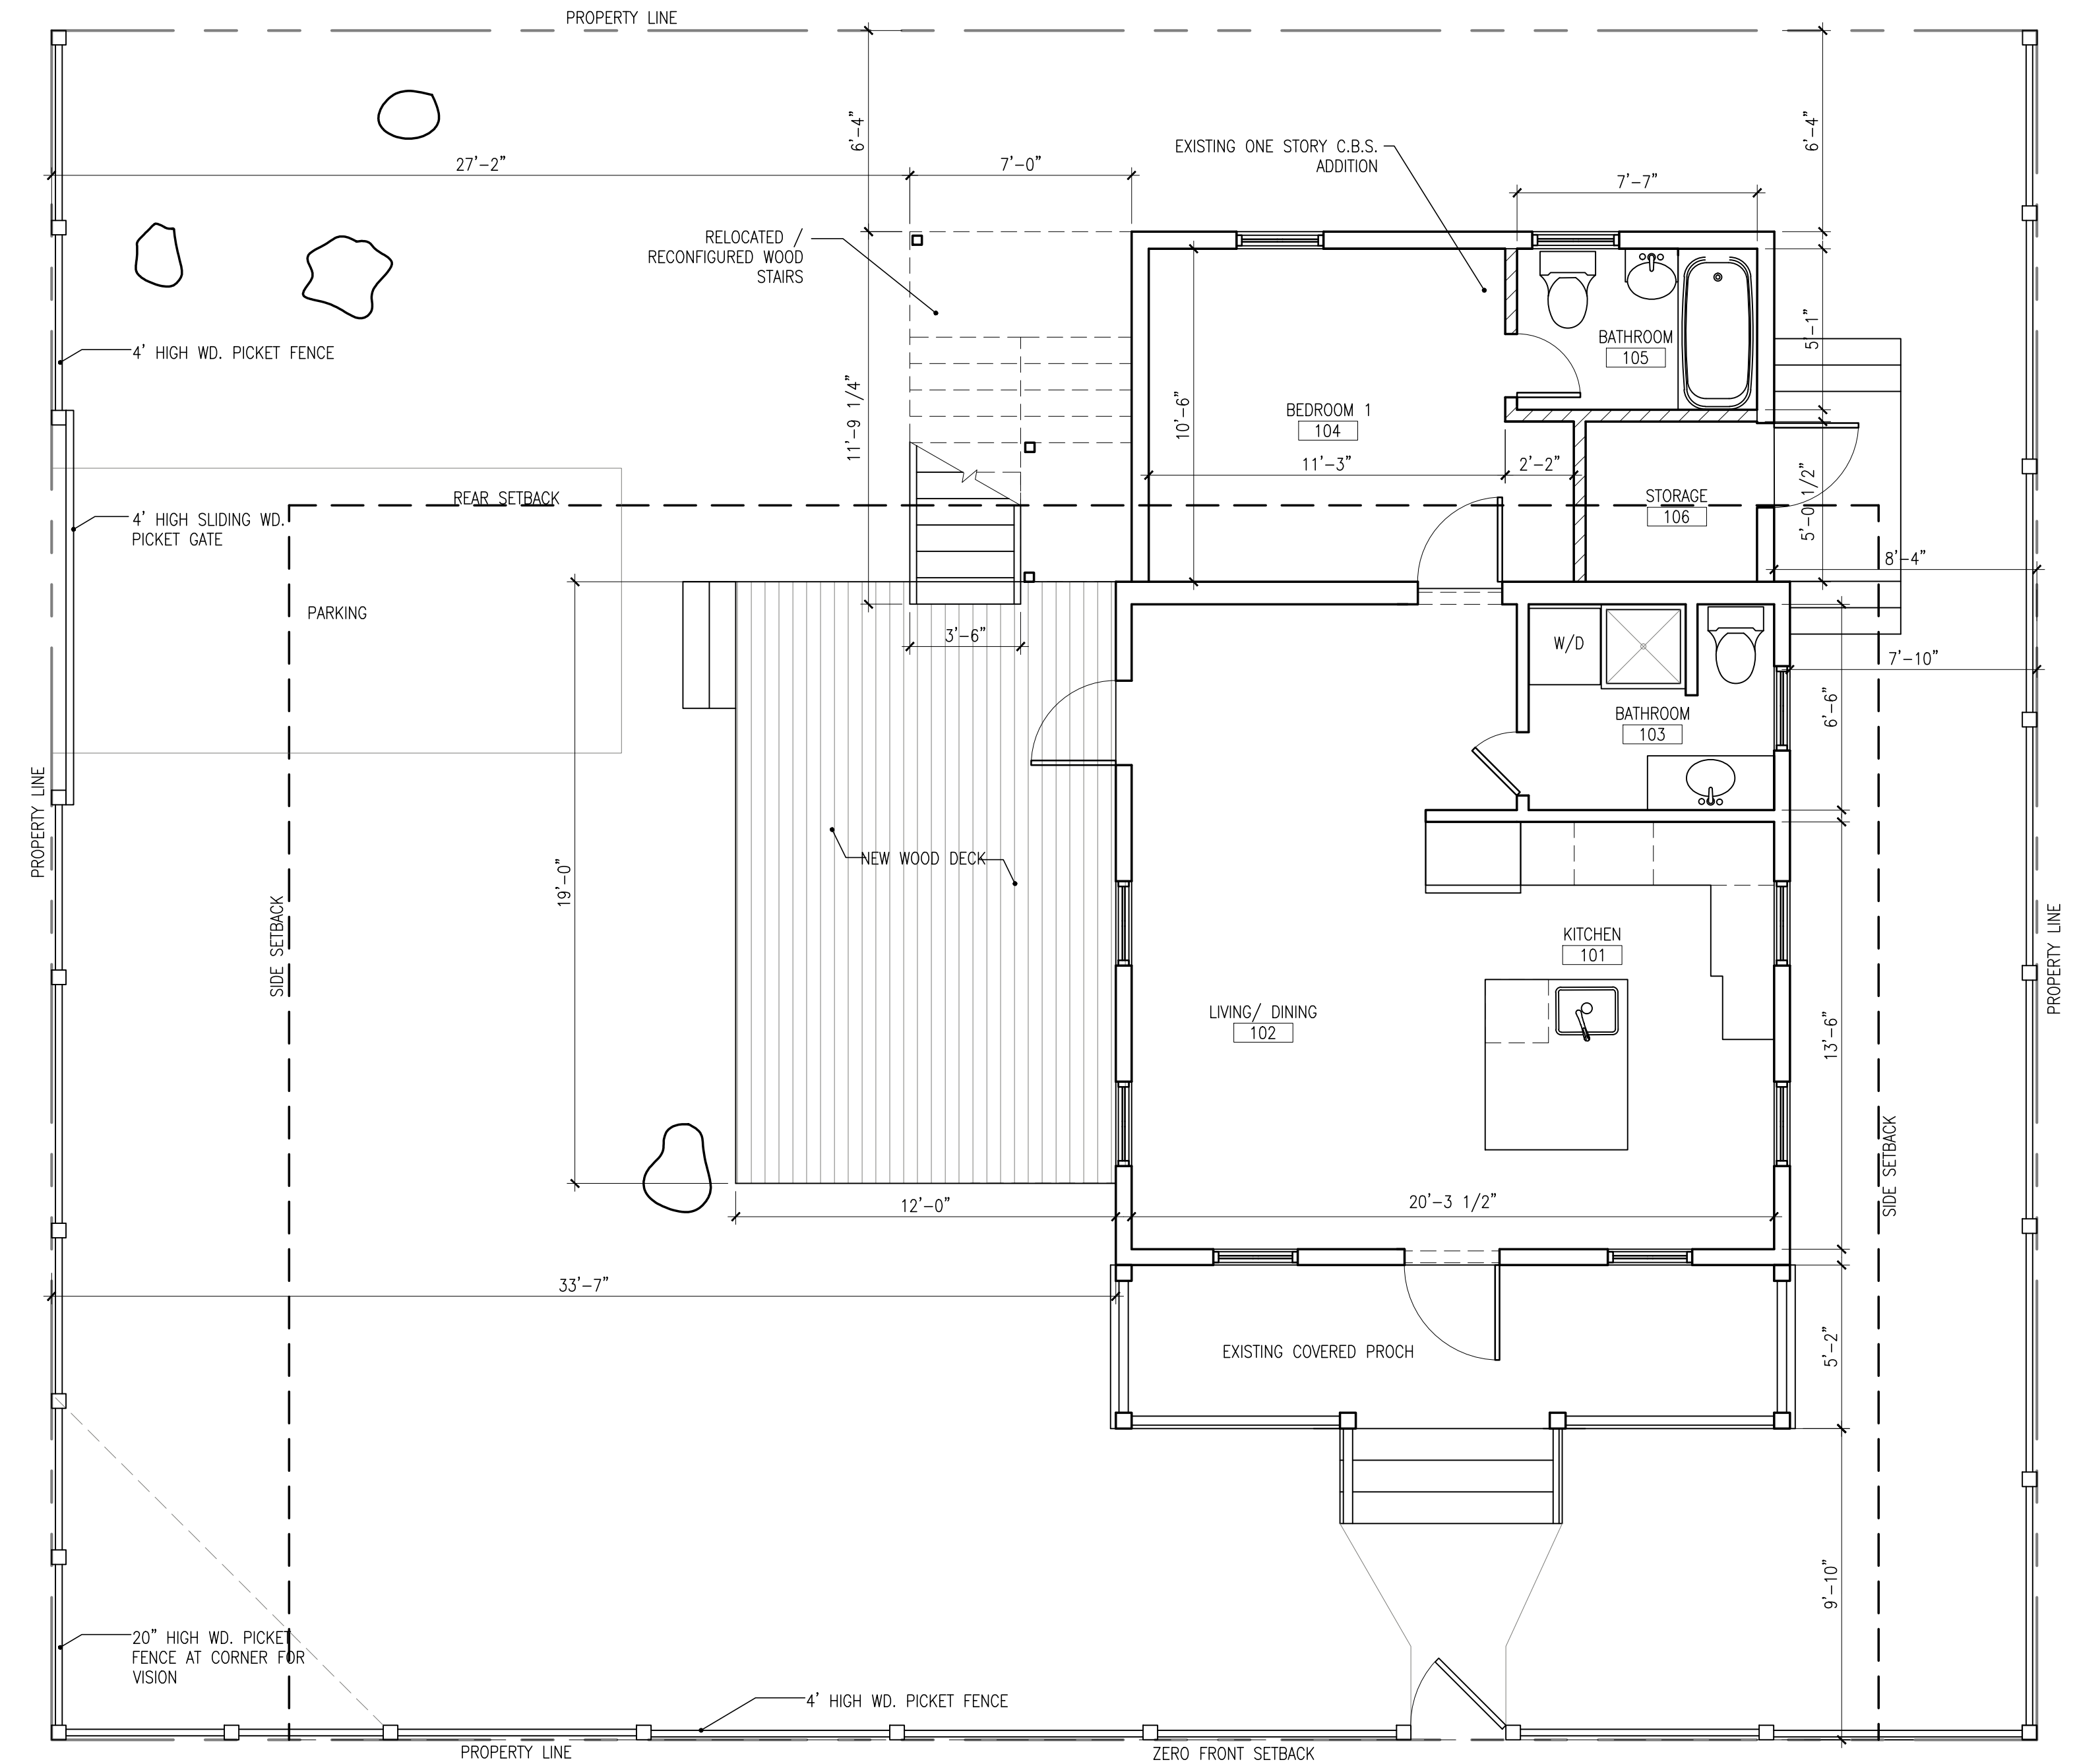 PROPERTY LINE
6'-4"
6'-4"
27'-2"
7'-0"
EXISTING ONE STORY C.B.S.
ADDITION
7'-7"
RELOCATED /
RECONFIGURED WOOD
STAIRS
4' HIGH WD. PICKET FENCE
BATHROOM
105
5'-1"
11'-9 1/4"
10'-6"
BEDROOM 1
104
11'-3"
2'-2"
REAR SETBACK
STORAGE
106
5'-0 1/2"
4' HIGH SLIDING WD.
PICKET GATE
8'-4"
PARKING
3'-6"
W/D
7'-10"
BATHROOM
103
6'-6"
PROPERTY LINE
19'-0"
NEW WOOD DECK
SIDE SETBACK
KITCHEN
101
PROPERTY LINE
LIVING/ DINING
102
13'-6"
SIDE SETBACK
12'-0"
20'-3 1/2"
33'-7"
EXISTING COVERED PROCH
5'-2"
9'-10"
20" HIGH WD. PICKET
FENCE AT CORNER FOR
VISION
4' HIGH WD. PICKET FENCE
PROPERTY LINE
ZERO FRONT SETBACK